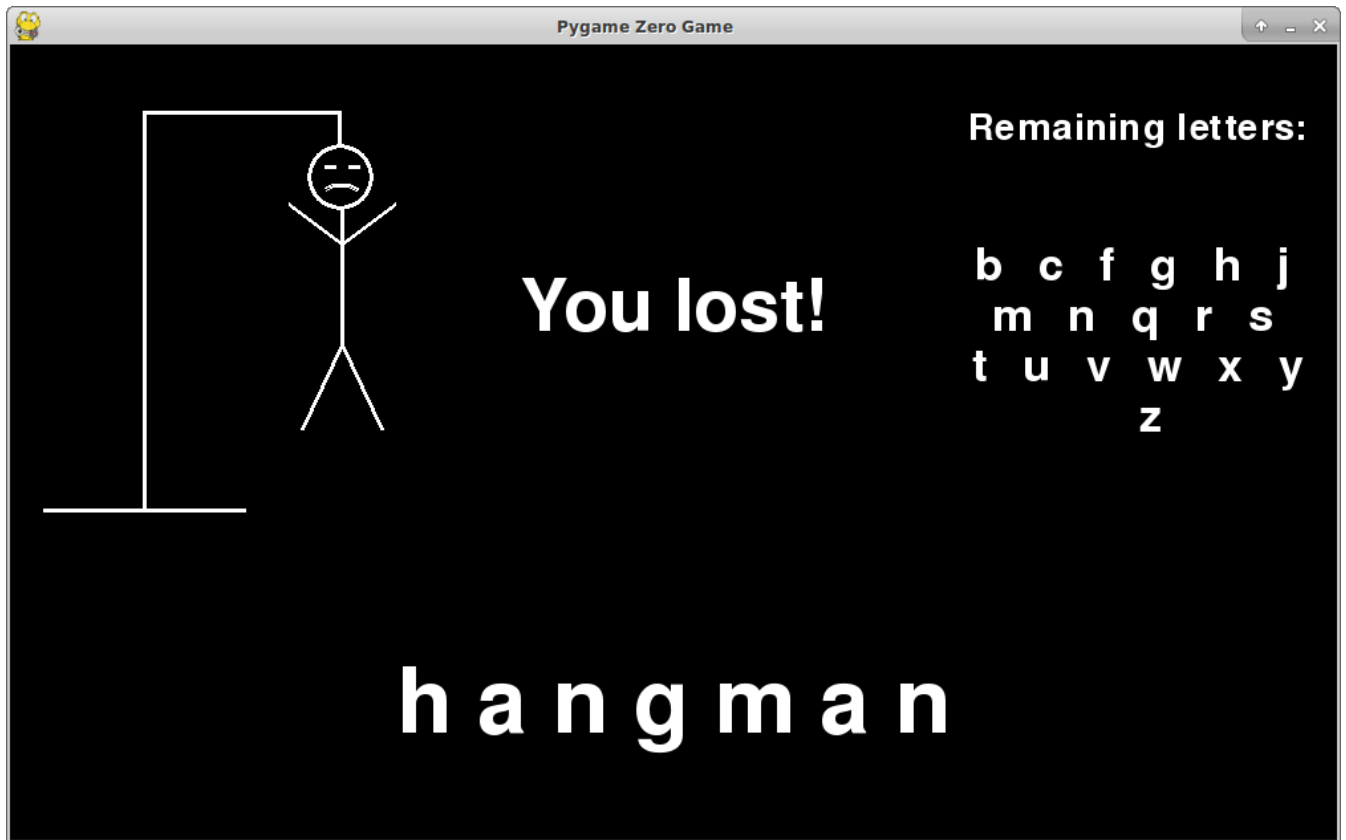 Pygame Zero Game
Remaining letters:
b c f g h j
m n q r s
t u v w x y
z
You lost!
h a n g m a n